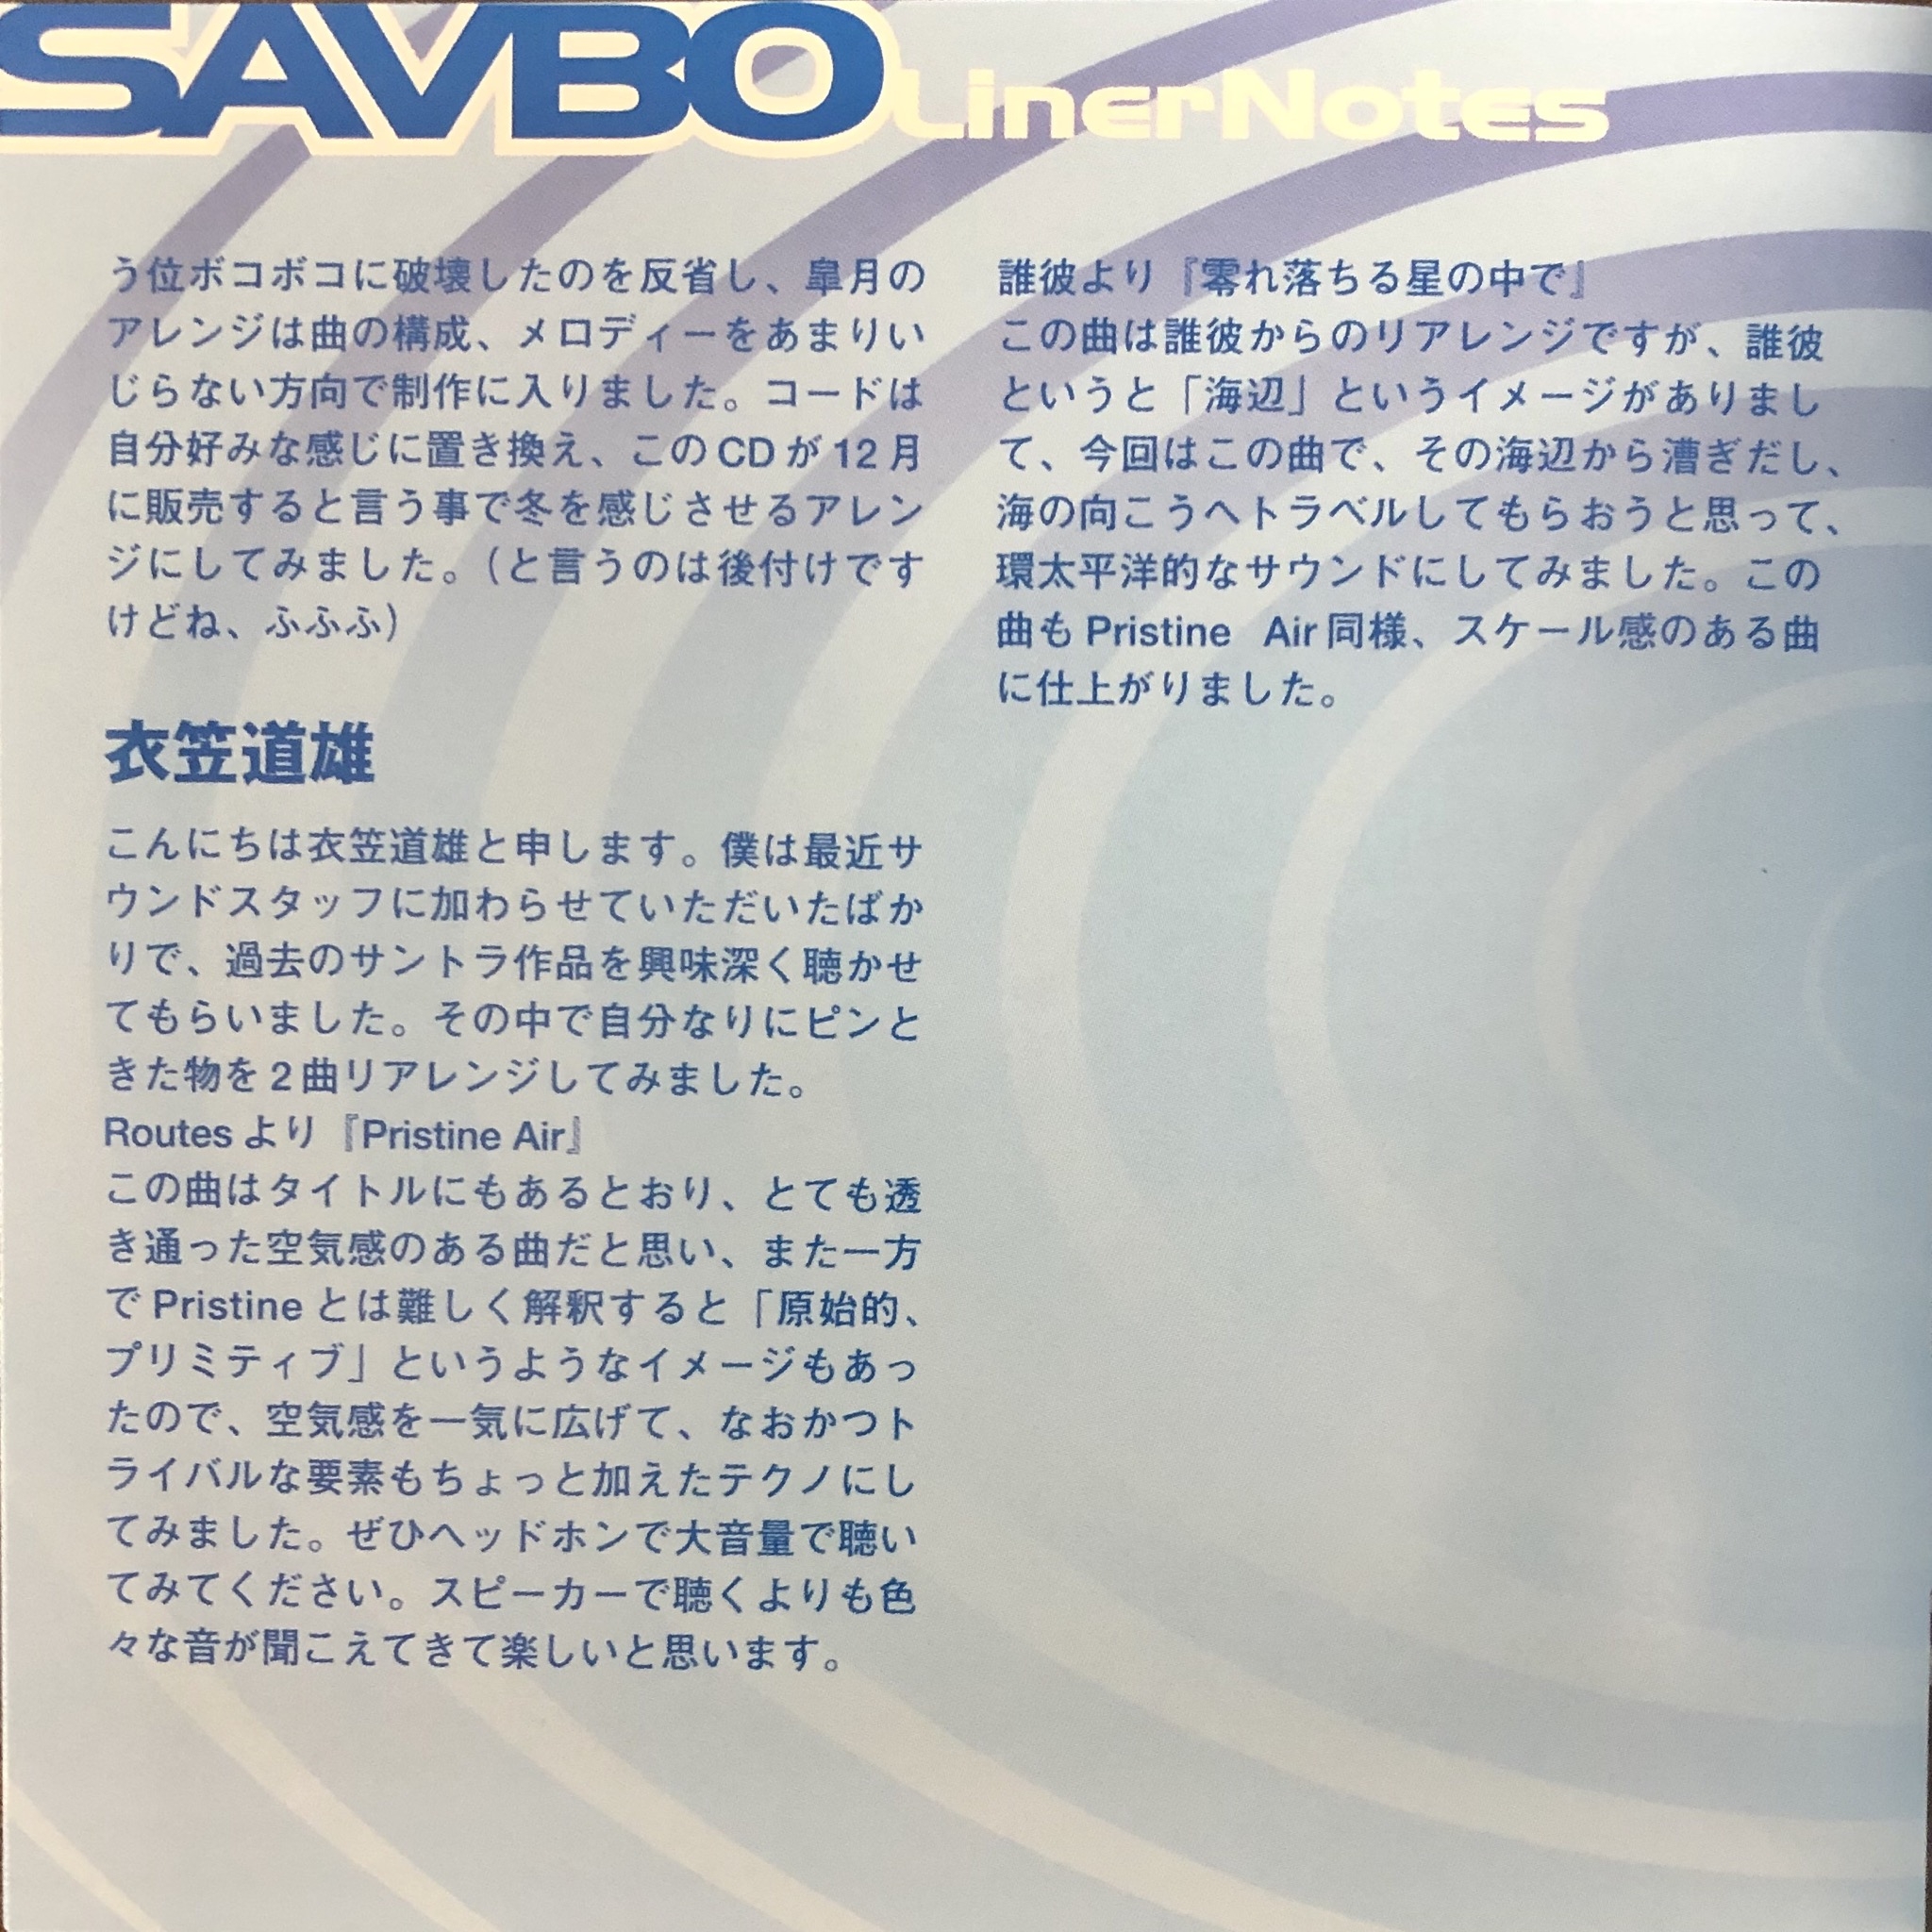 SAVBO LinerNotes
う位ボコボコに破壊したのを反省し、皐月の
アレンジは曲の構成、メロディーをあまりい
じらない方向で制作に入りました。コードは
自分好みな感じに置き換え、このCDが12月
に販売すると言う事で冬を感じさせるアレン
ジにしてみました。（と言うのは後付けです
けどね、ふふふ）
衣笠道雄
こんにちは衣笠道雄と申します。僕は最近サ
ウンドスタッフに加わらせていただいたばか
りで、過去のサントラ作品を興味深く聴かせ
てもらいました。その中で自分なりにピンと
きた物を2曲リアレンジしてみました。
Routesより『Pristine Air』
この曲はタイトルにもあるとおり、とても透
き通った空気感のある曲だと思い、また一方
でPristineとは難しく解釈すると「原始的、
プリミティブ」というようなイメージもあっ
たので、空気感を一気に広げて、なおかつト
ライバルな要素もちょっと加えたテクノにし
てみました。ぜひヘッドホンで大音量で聴い
てみてください。スピーカーで聴くよりも色
々な音が聞こえてきて楽しいと思います。
誰彼より『零れ落ちる星の中で』
この曲は誰彼からのリアレンジですが、誰彼
というと「海辺」というイメージがありまし
て、今回はこの曲で、その海辺から漕ぎだし、
海の向こうへトラベルしてもらおうと思って、
環太平洋的なサウンドにしてみました。この
曲もPristine Air同様、スケール感のある曲
に仕上がりました。